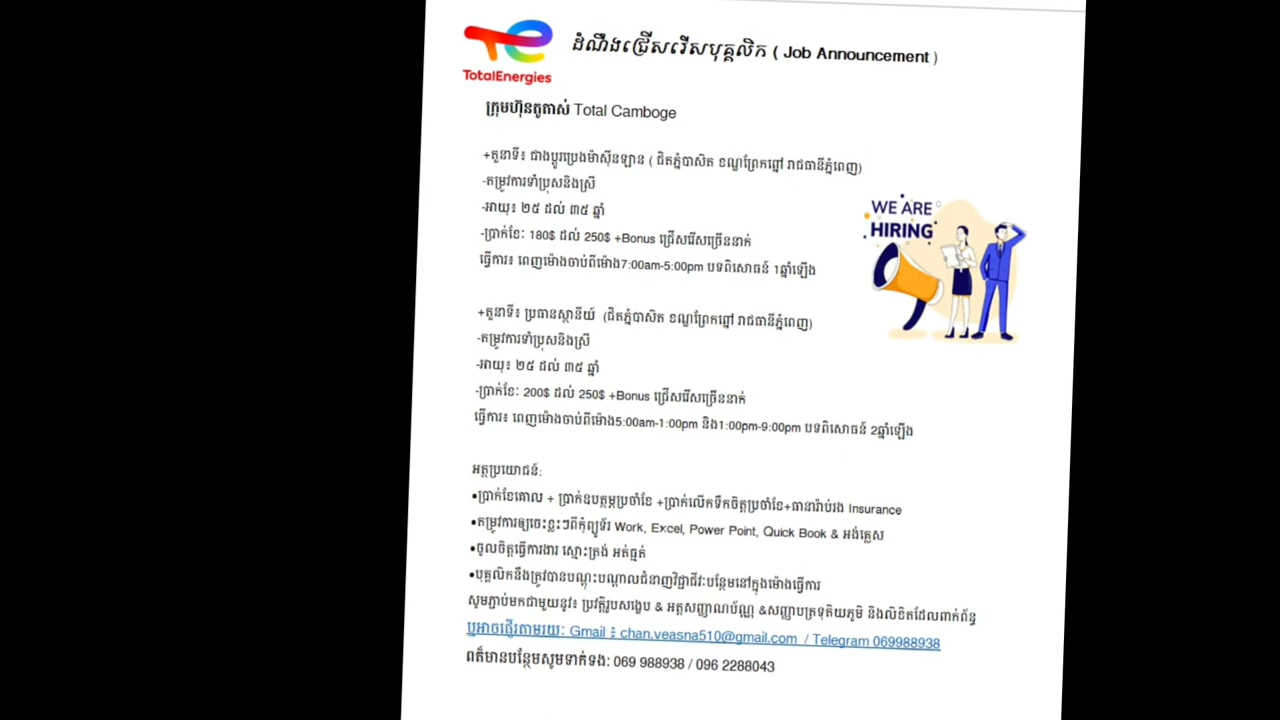 TotalEnergies
ដំណឹងជ្រើសរើសបុគ្គលិក ( Job Announcement )
ក្រុមហ៊ុនតូតាស់ Total Camboge
+តួនាទី៖ ជាងប្ដូរប្រេងម៉ាស៊ីនឡាន ( ជិតភ្នំបាសិត ខណ្ឌព្រែកព្នៅ រាជធានីភ្នំពេញ)
-តម្រូវការទាំប្រុសនិងស្រី
-អាយុ៖ ២៥ ដល់ ៣៥ ឆ្នាំ
-ប្រាក់ខែ: 180$ ដល់ 250$ +Bonus ជ្រើសរើសច្រើននាក់
ធ្វើការ៖ ពេញម៉ោងចាប់ពីម៉ោង7:00am-5:00pm បទពិសោធន៍ 1ឆ្នាំឡើង
WE ARE
HIRING
+តួនាទី៖ ប្រធានស្ថានីយ៍ (ជិតភ្នំបាសិត ខណ្ឌព្រែកព្នៅ រាជធានីភ្នំពេញ)
-តម្រូវការទាំប្រុសនិងស្រី
-អាយុ៖ ២៥ ដល់ ៣៥ ឆ្នាំ
-ប្រាក់ខែ: 200$ ដល់ 250$ +Bonus ជ្រើសរើសច្រើននាក់
ធ្វើការ៖ ពេញម៉ោងចាប់ពីម៉ោង5:00am-1:00pm និង1:00pm-9:00pm បទពិសោធន៍ 2ឆ្នាំឡើង
អត្ថប្រយោជន៍:
•ប្រាក់ខែគោល + ប្រាក់ឧបត្ថម្ភប្រចាំខែ +ប្រាក់លើកទឹកចិត្តប្រចាំខែ+ធានារ៉ាប់រង Insurance
•តម្រូវការឲ្យចេះខ្លះៗពីកុំព្យូទ័រ Work, Excel, Power Point, Quick Book & អង់គ្លេស
•ចូលចិត្តធ្វើការងារ ស្មោះត្រង់ អត់ធ្មត់
•បុគ្គលិកនឹងត្រូវបានបណ្ដុះបណ្ដាលជំនាញវិជ្ជាជីវៈបន្ថែមនៅក្នុងម៉ោងធ្វើការ
សូមភ្ជាប់មកជាមួយនូវ៖ ប្រវត្តិរូបសង្ខេប & អត្តសញ្ញាណប័ណ្ណ &សញ្ញាបត្រទុតិយភូមិ និងលិខិតដែលពាក់ព័ន្ធ
ឬអាចផ្ញើរតាមរយៈ Gmail ៖ chan.veasna510@gmail.com / Telegram 069988938
ពត៌មានបន្ថែមសូមទាក់ទង: 069 988938 / 096 2288043